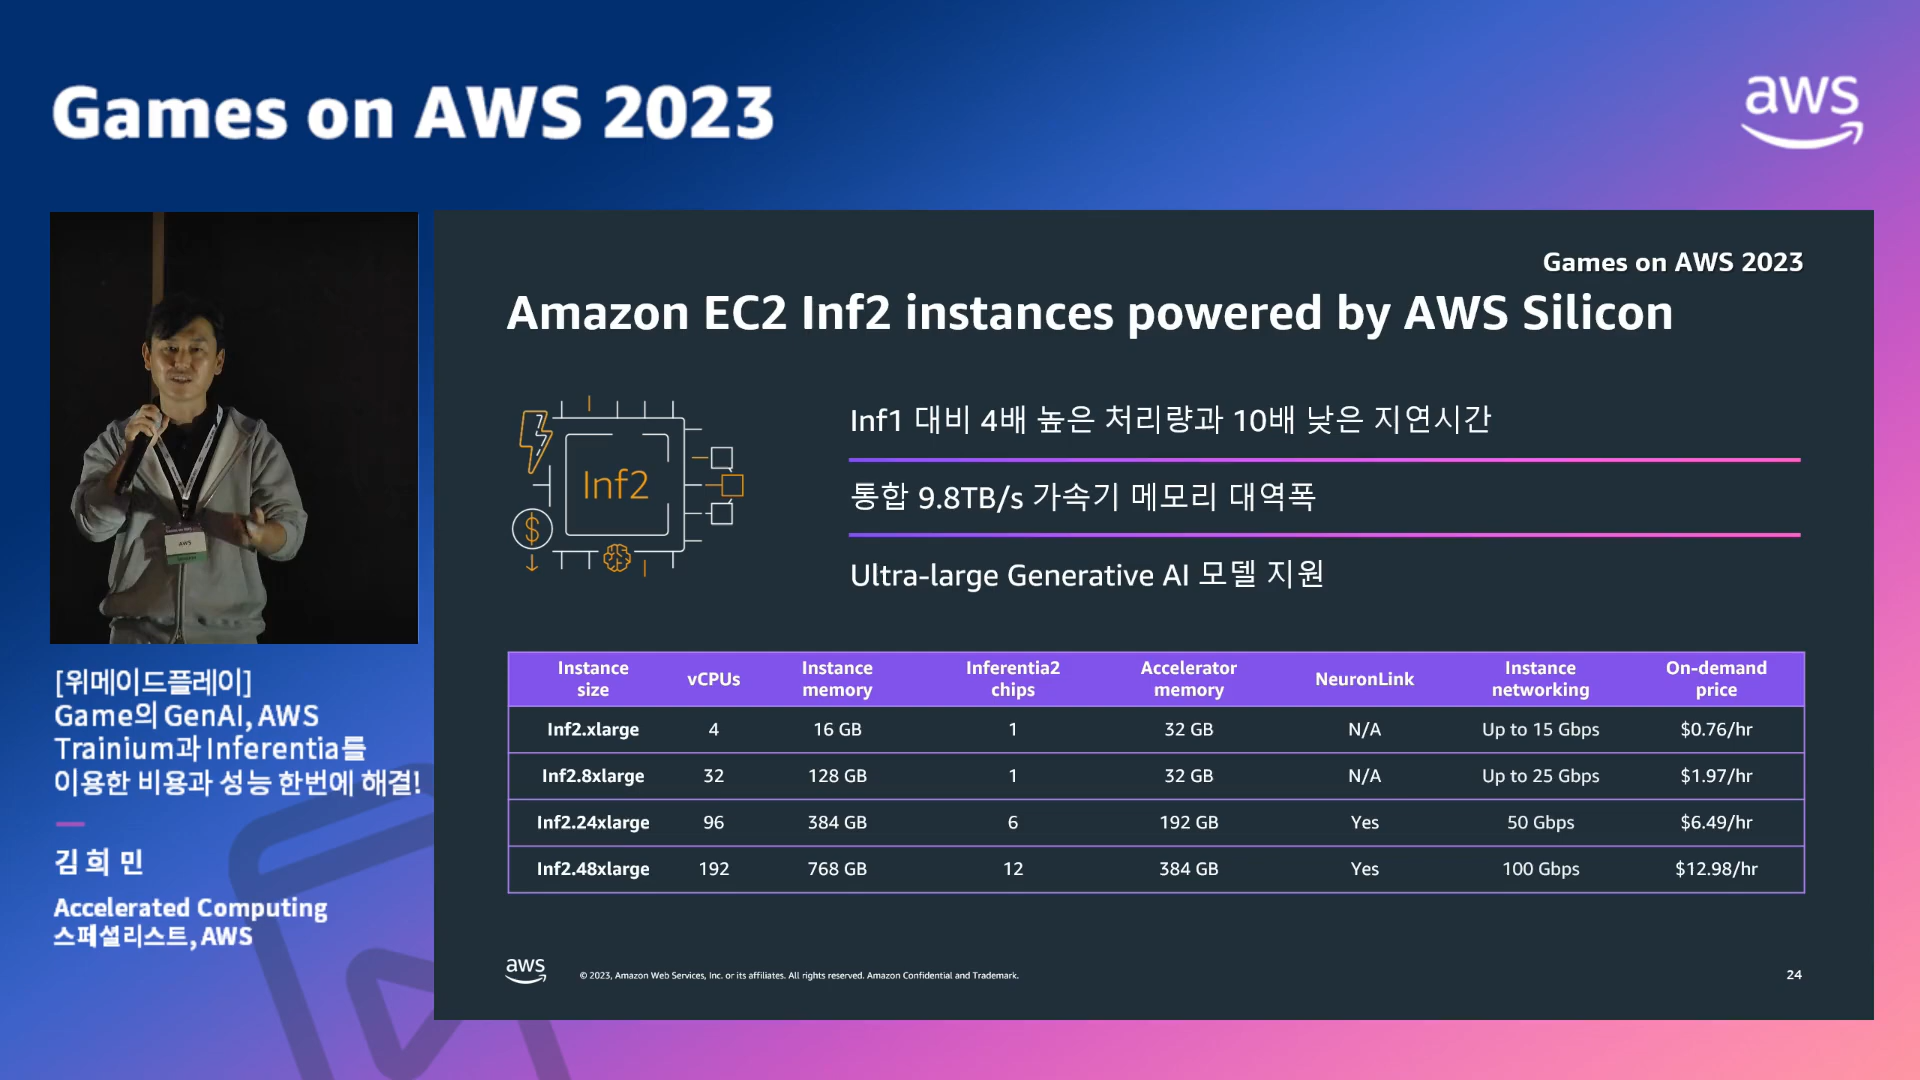 Games on AWS 2023
aws
Games on AWS 2023
Amazon EC2 Inf2 instances powered by AWS Silicon
Inf2
$
Inf1 대비 4배 높은 처리량과 10배 낮은 지연시간
통합 9.8TB/s 가속기 메모리 대역폭
Ultra-large Generative AI 모델 지원
Instance size vCPUs Instance memory Inferentia2 chips Accelerator memory NeuronLink Instance networking On-demand price
Inf2.xlarge 4 16 GB 1 32 GB N/A Up to 15 Gbps $0.76/hr
Inf2.8xlarge 32 128 GB 1 32 GB N/A Up to 25 Gbps $1.97/hr
Inf2.24xlarge 96 384 GB 6 192 GB Yes 50 Gbps $6.49/hr
Inf2.48xlarge 192 768 GB 12 384 GB Yes 100 Gbps $12.98/hr
aws
© 2023, Amazon Web Services, Inc. or its affiliates. All rights reserved. Amazon Confidential and Trademark.
24
aws
[위메이드플레이]
Game의 GenAI, AWS
Trainium과 Inferentia를
이용한 비용과 성능 한번에 해결!
김 희 민
Accelerated Computing
스페셜리스트, AWS